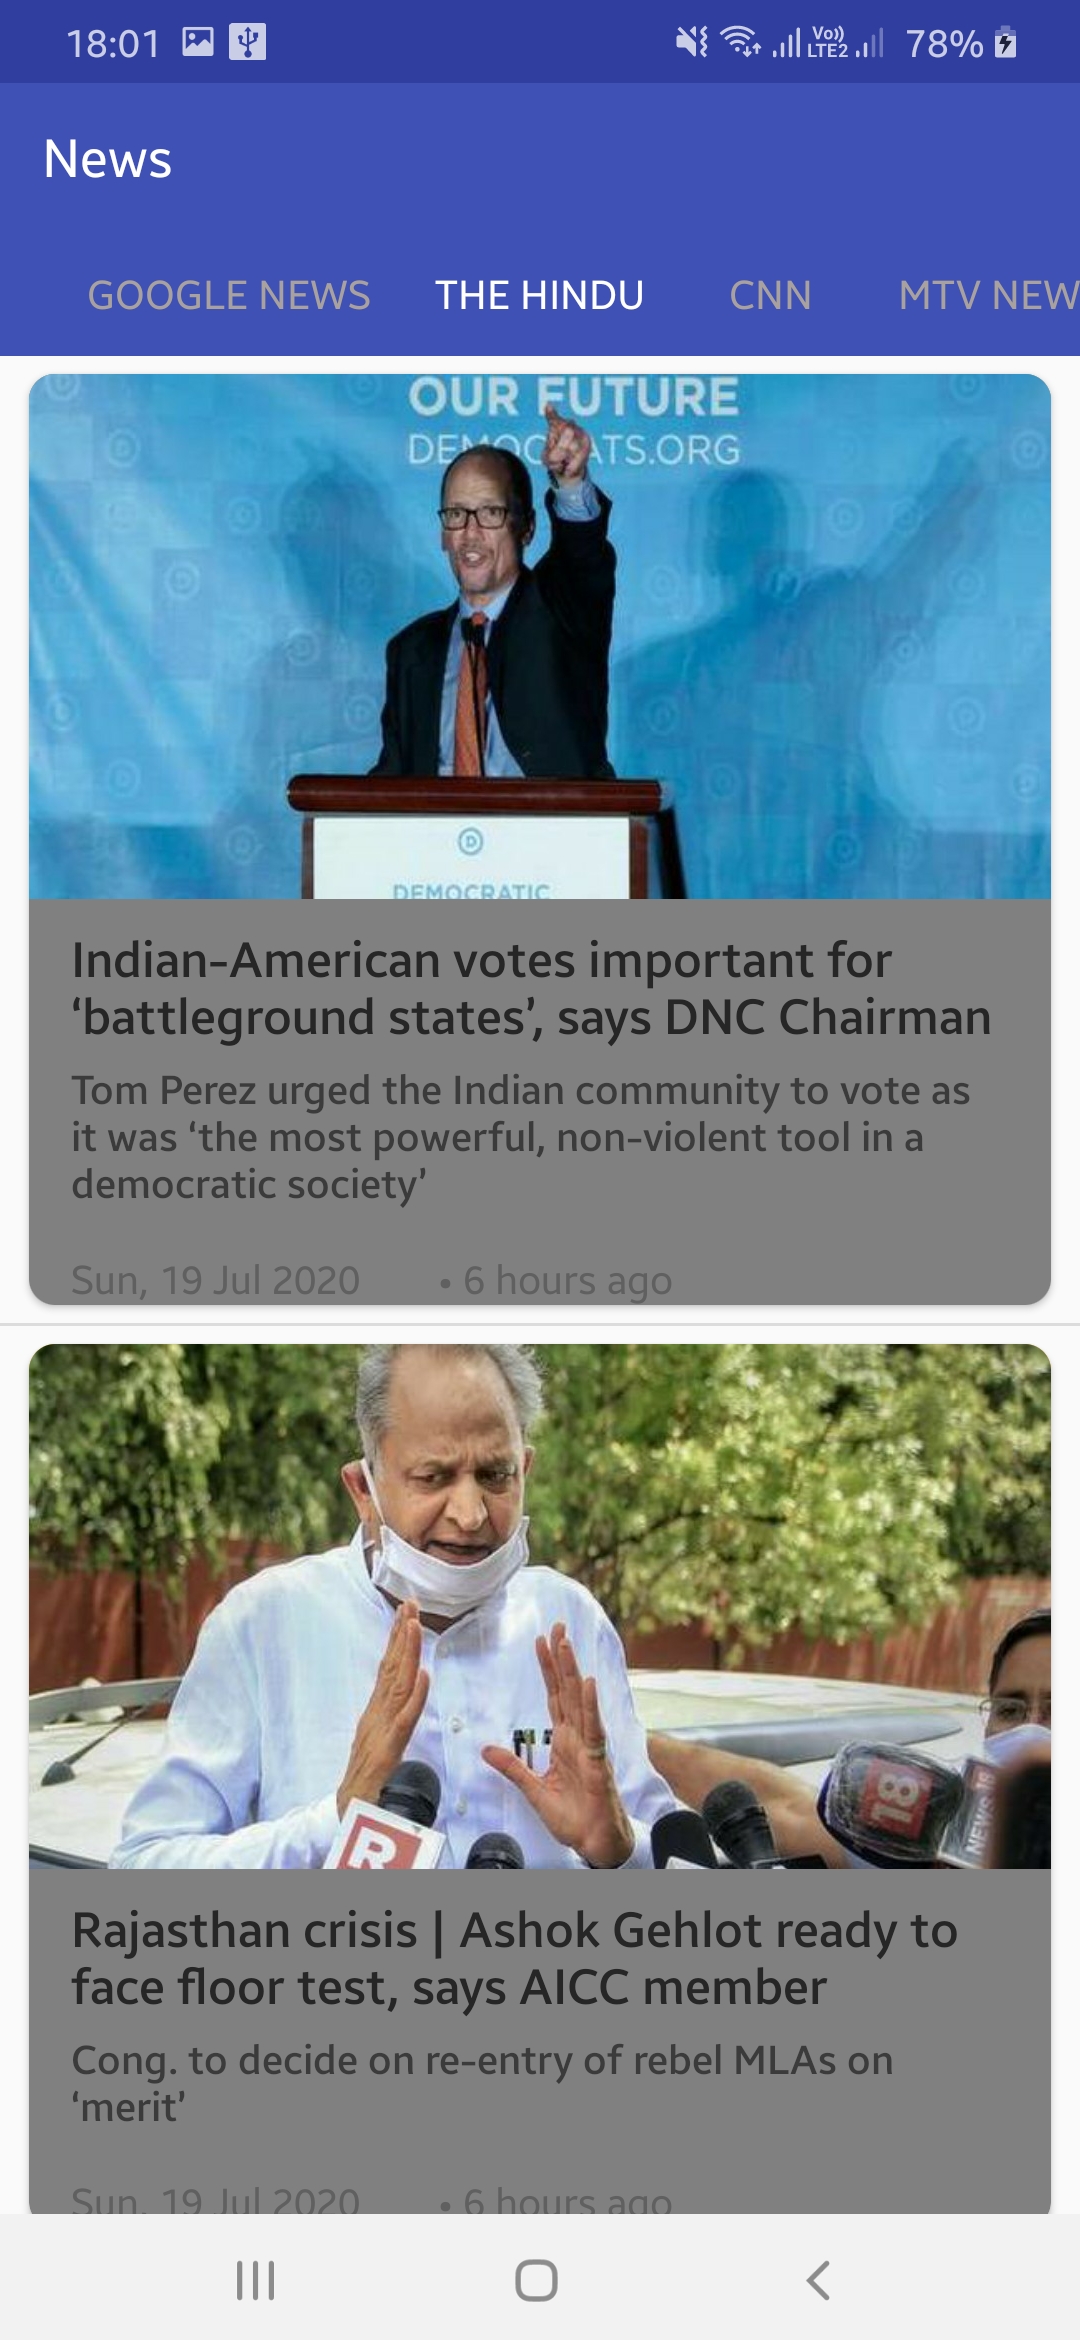 18:01
Vo)) LTE2
78%
News
GOOGLE NEWS
THE HINDU
CNN
MTV NEW
OUR FUTURE
DEMOCRATS.ORG
D
DEMOCRATIC
Indian-American votes important for
‘battleground states’, says DNC Chairman
Tom Perez urged the Indian community to vote as
it was ‘the most powerful, non-violent tool in a
democratic society’
Sun, 19 Jul 2020 • 6 hours ago
R
18
NEWS 18
Rajasthan crisis | Ashok Gehlot ready to
face floor test, says AICC member
Cong. to decide on re-entry of rebel MLAs on
‘merit’
Sun, 19 Jul 2020 • 6 hours ago